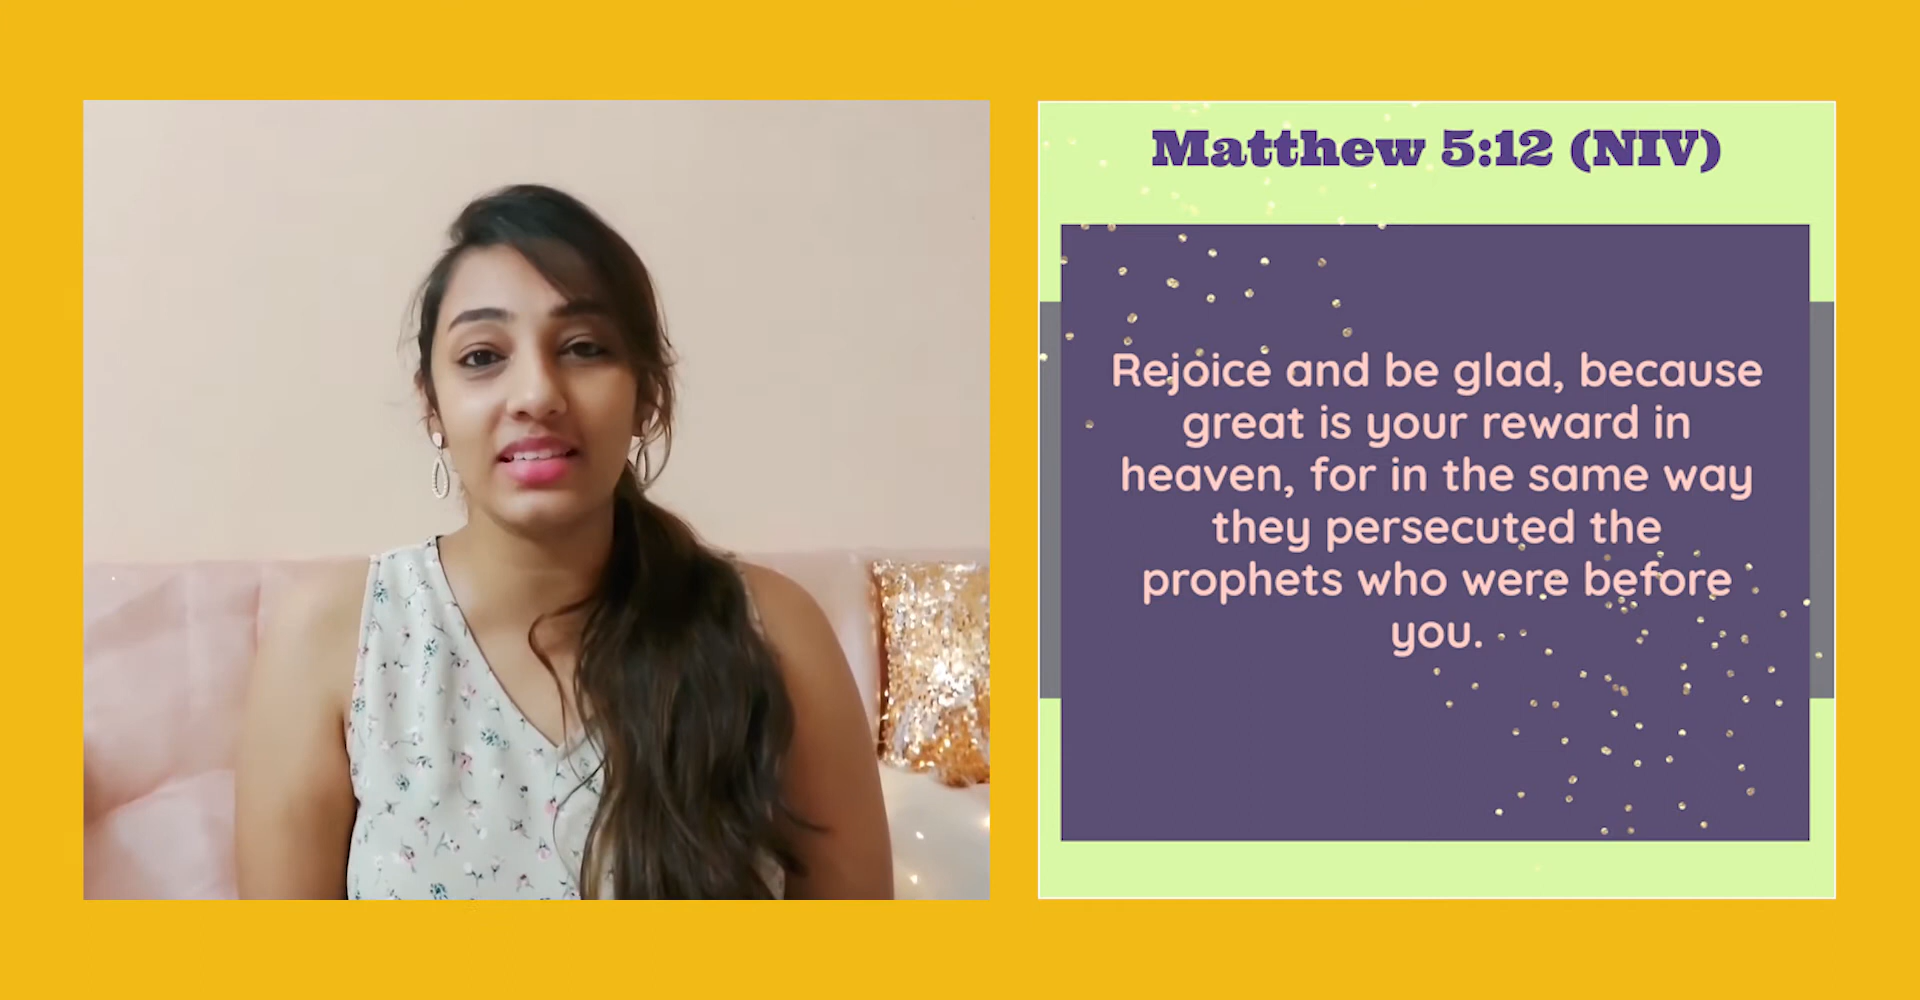 Matthew 5:12 (NIV)
Rejoice and be glad, because
great is your reward in
heaven, for in the same way
they persecuted the
prophets who were before
you.